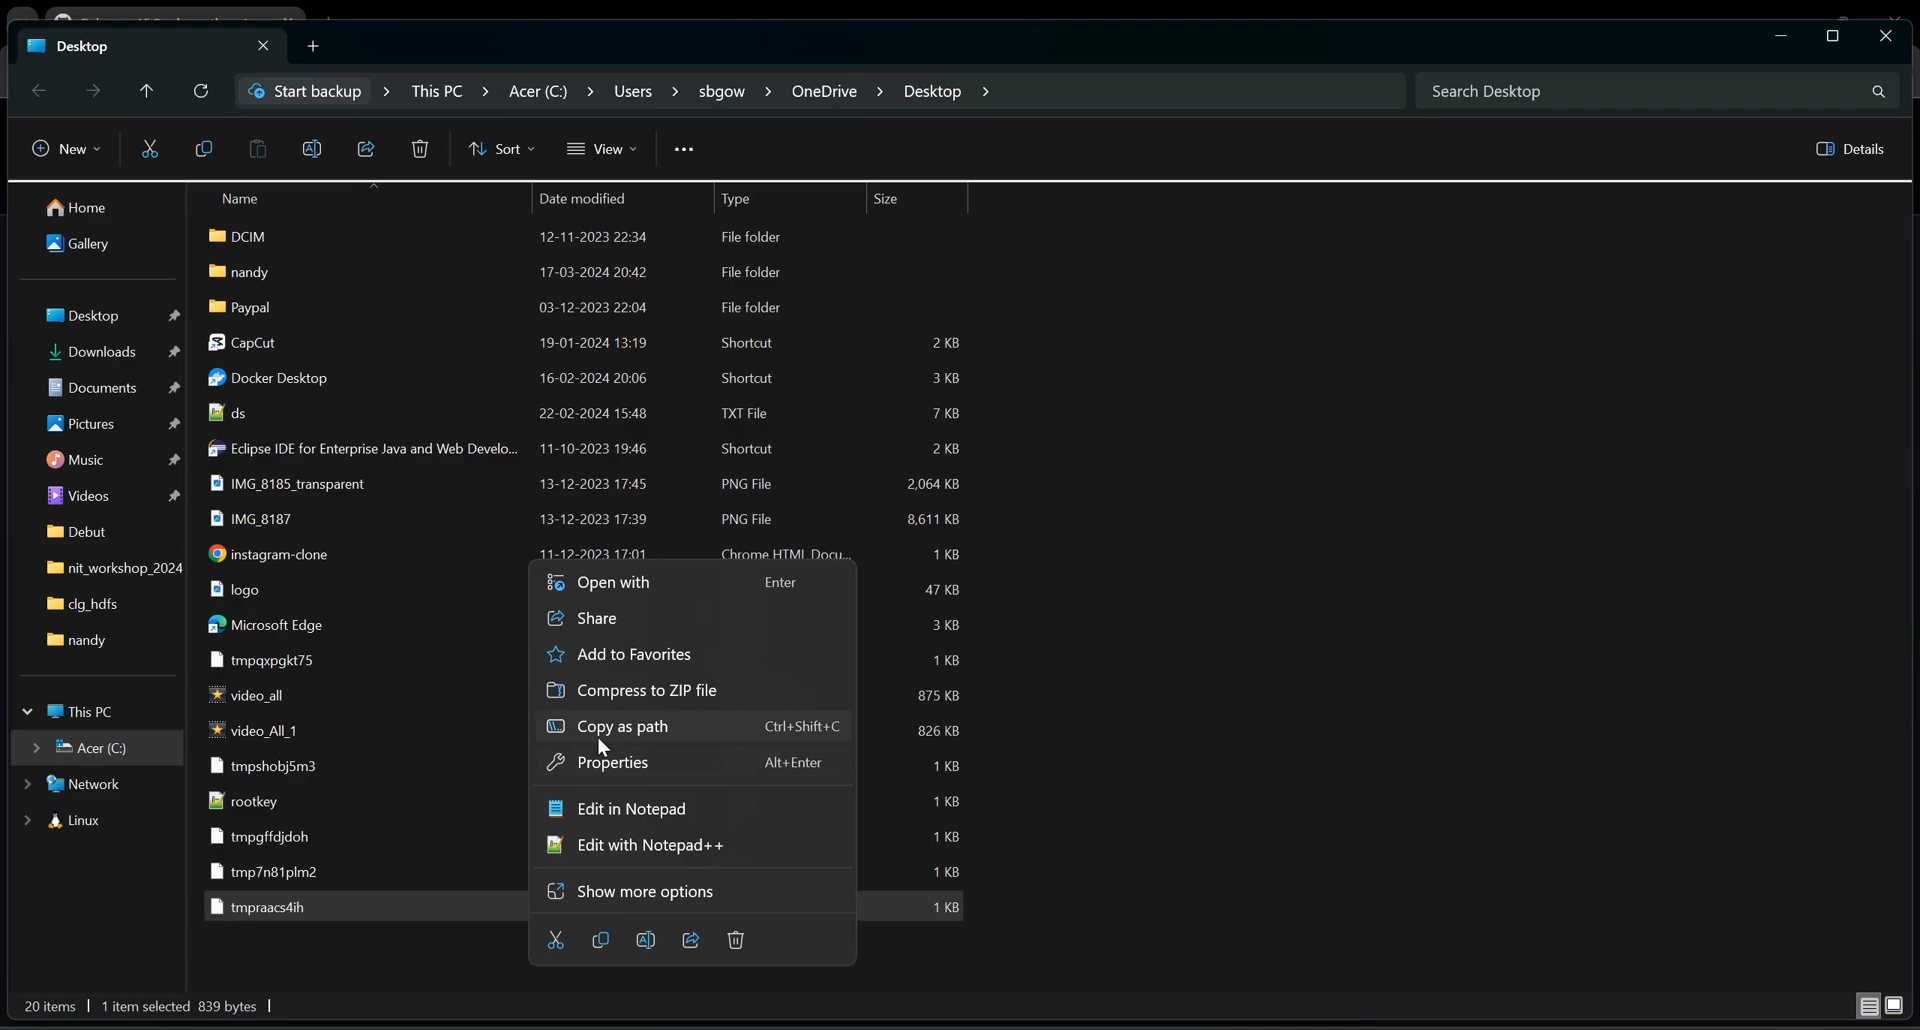 Desktop
Start backup > This PC > Acer (C:) > Users > sbgow > OneDrive > Desktop >
Search Desktop
New
Sort
View
Details
Home
Gallery
Desktop
Downloads
Documents
Pictures
Music
Videos
Debut
nit_workshop_2024
clg_hdfs
nandy
This PC
Acer (C:)
Network
Linux
Name Date modified Type Size
DCIM 12-11-2023 22:34 File folder
nandy 17-03-2024 20:42 File folder
Paypal 03-12-2023 22:04 File folder
CapCut 19-01-2024 13:19 Shortcut 2 KB
Docker Desktop 16-02-2024 20:06 Shortcut 3 KB
ds 22-02-2024 15:48 TXT File 7 KB
Eclipse IDE for Enterprise Java and Web Develo... 11-10-2023 19:46 Shortcut 2 KB
IMG_8185_transparent 13-12-2023 17:45 PNG File 2,064 KB
IMG_8187 13-12-2023 17:39 PNG File 8,611 KB
instagram-clone 11-12-2023 17:01 Chrome HTML Docu... 1 KB
logo 47 KB
Microsoft Edge 3 KB
tmpqxpgkt75 1 KB
video_all 875 KB
video_All_1 826 KB
tmpshobj5m3 1 KB
rootkey 1 KB
tmpgffdjdoh 1 KB
tmp7n81plm2 1 KB
tmpraacs4ih 1 KB
Open with Enter
Share
Add to Favorites
Compress to ZIP file
Copy as path Ctrl+Shift+C
Properties Alt+Enter
Edit in Notepad
Edit with Notepad++
Show more options
20 items | 1 item selected 839 bytes |